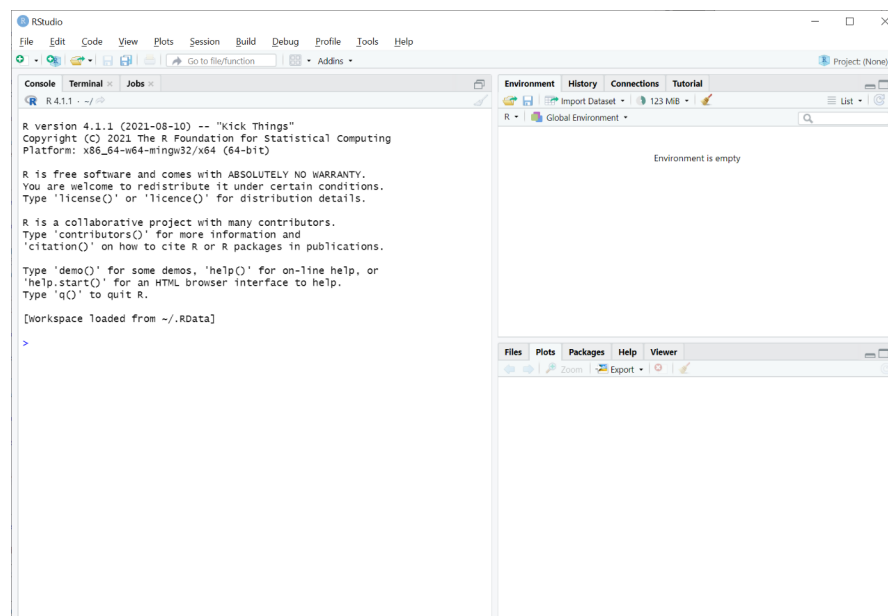 RStudio
File Edit Code View Plots Session Build Debug Profile Tools Help
Go to file/function Addins Project: (None)
Console Terminal Jobs
R 4.1.1 · ~/
R version 4.1.1 (2021-08-10) -- "Kick Things"
Copyright (C) 2021 The R Foundation for Statistical Computing
Platform: x86_64-w64-mingw32/x64 (64-bit)
R is free software and comes with ABSOLUTELY NO WARRANTY.
You are welcome to redistribute it under certain conditions.
Type 'license()' or 'licence()' for distribution details.
R is a collaborative project with many contributors.
Type 'contributors()' for more information and
'citation()' on how to cite R or R packages in publications.
Type 'demo()' for some demos, 'help()' for on-line help, or
'help.start()' for an HTML browser interface to help.
Type 'q()' to quit R.
[Workspace loaded from ~/.RData]
>
Environment History Connections Tutorial
Import Dataset 123 MiB List
R Global Environment
Environment is empty
Files Plots Packages Help Viewer
Zoom Export